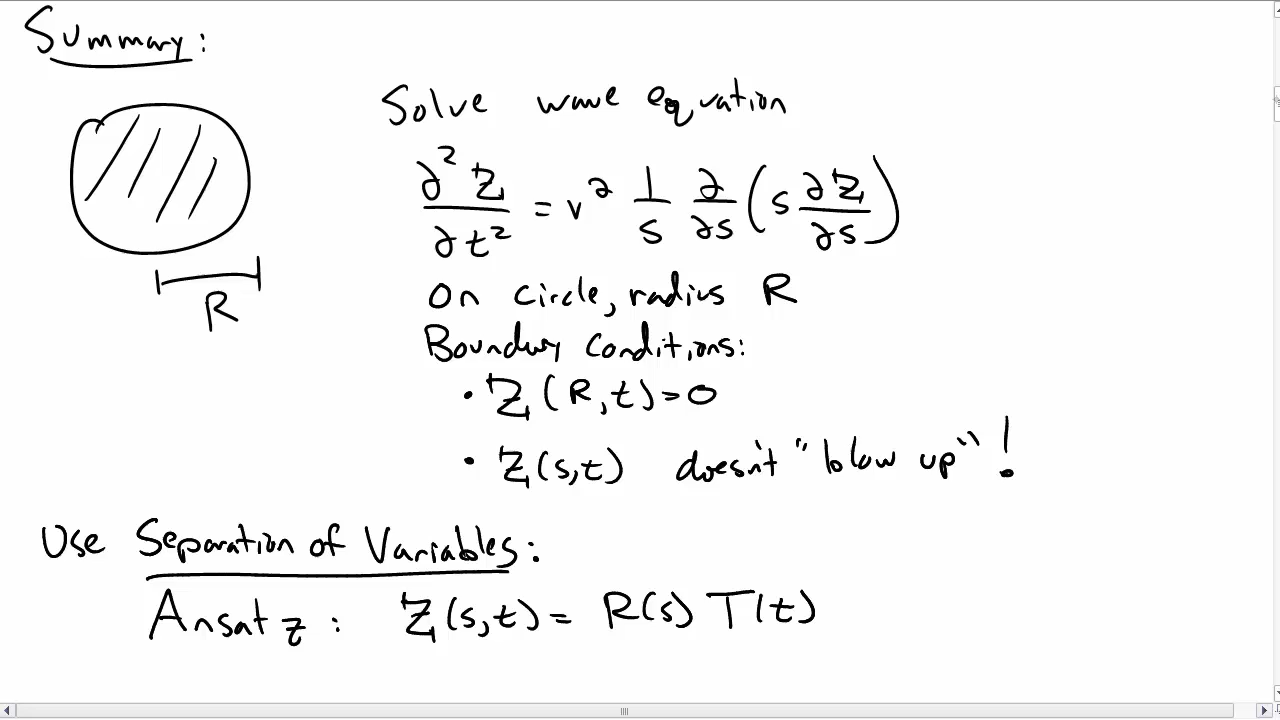 Summary:
Solve wave equation
∂²Z/∂t² = v² 1/s ∂/∂s (s ∂Z/∂s)
On circle, radius R
R
Boundary Conditions:
• Z(R,t)=0
• Z(s,t) doesn't "blow up"!
Use Separation of Variables:
Ansatz: Z(s,t) = R(s) T(t)